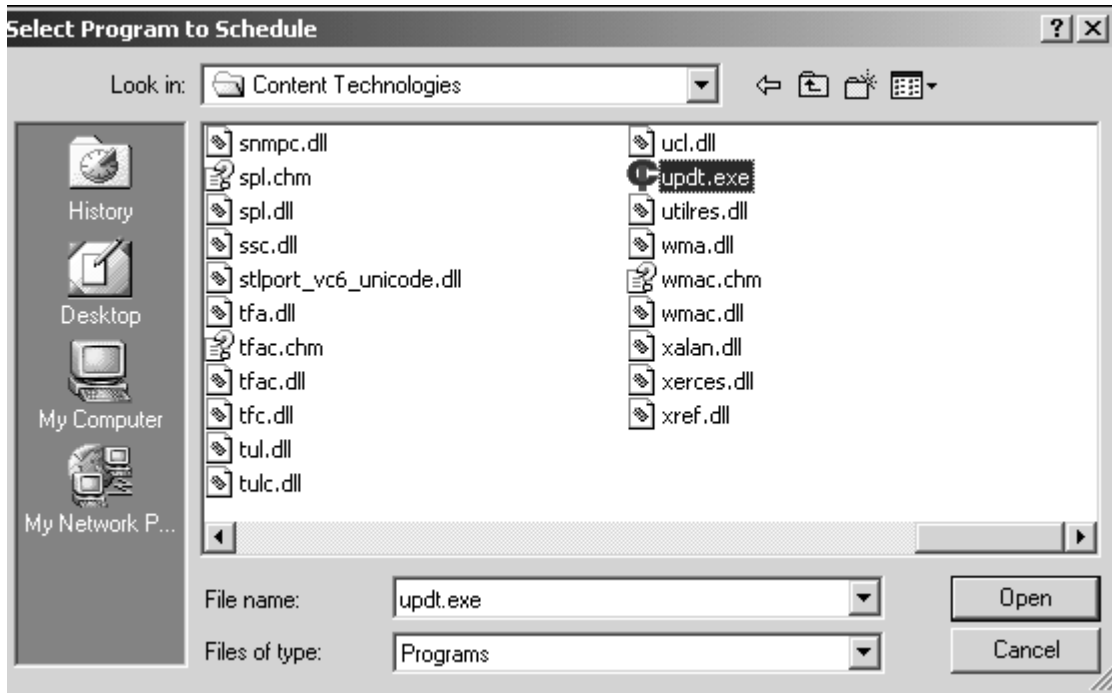 Select Program to Schedule
Look in: Content Technologies
History
Desktop
My Computer
My Network P...
snmpc.dll
spl.chm
spl.dll
ssc.dll
stlport_vc6_unicode.dll
tfa.dll
tfac.chm
tfac.dll
tfc.dll
tul.dll
tulc.dll
ucl.dll
updt.exe
utilres.dll
wma.dll
wmac.chm
wmac.dll
xalan.dll
xerces.dll
xref.dll
File name: updt.exe Open
Files of type: Programs Cancel